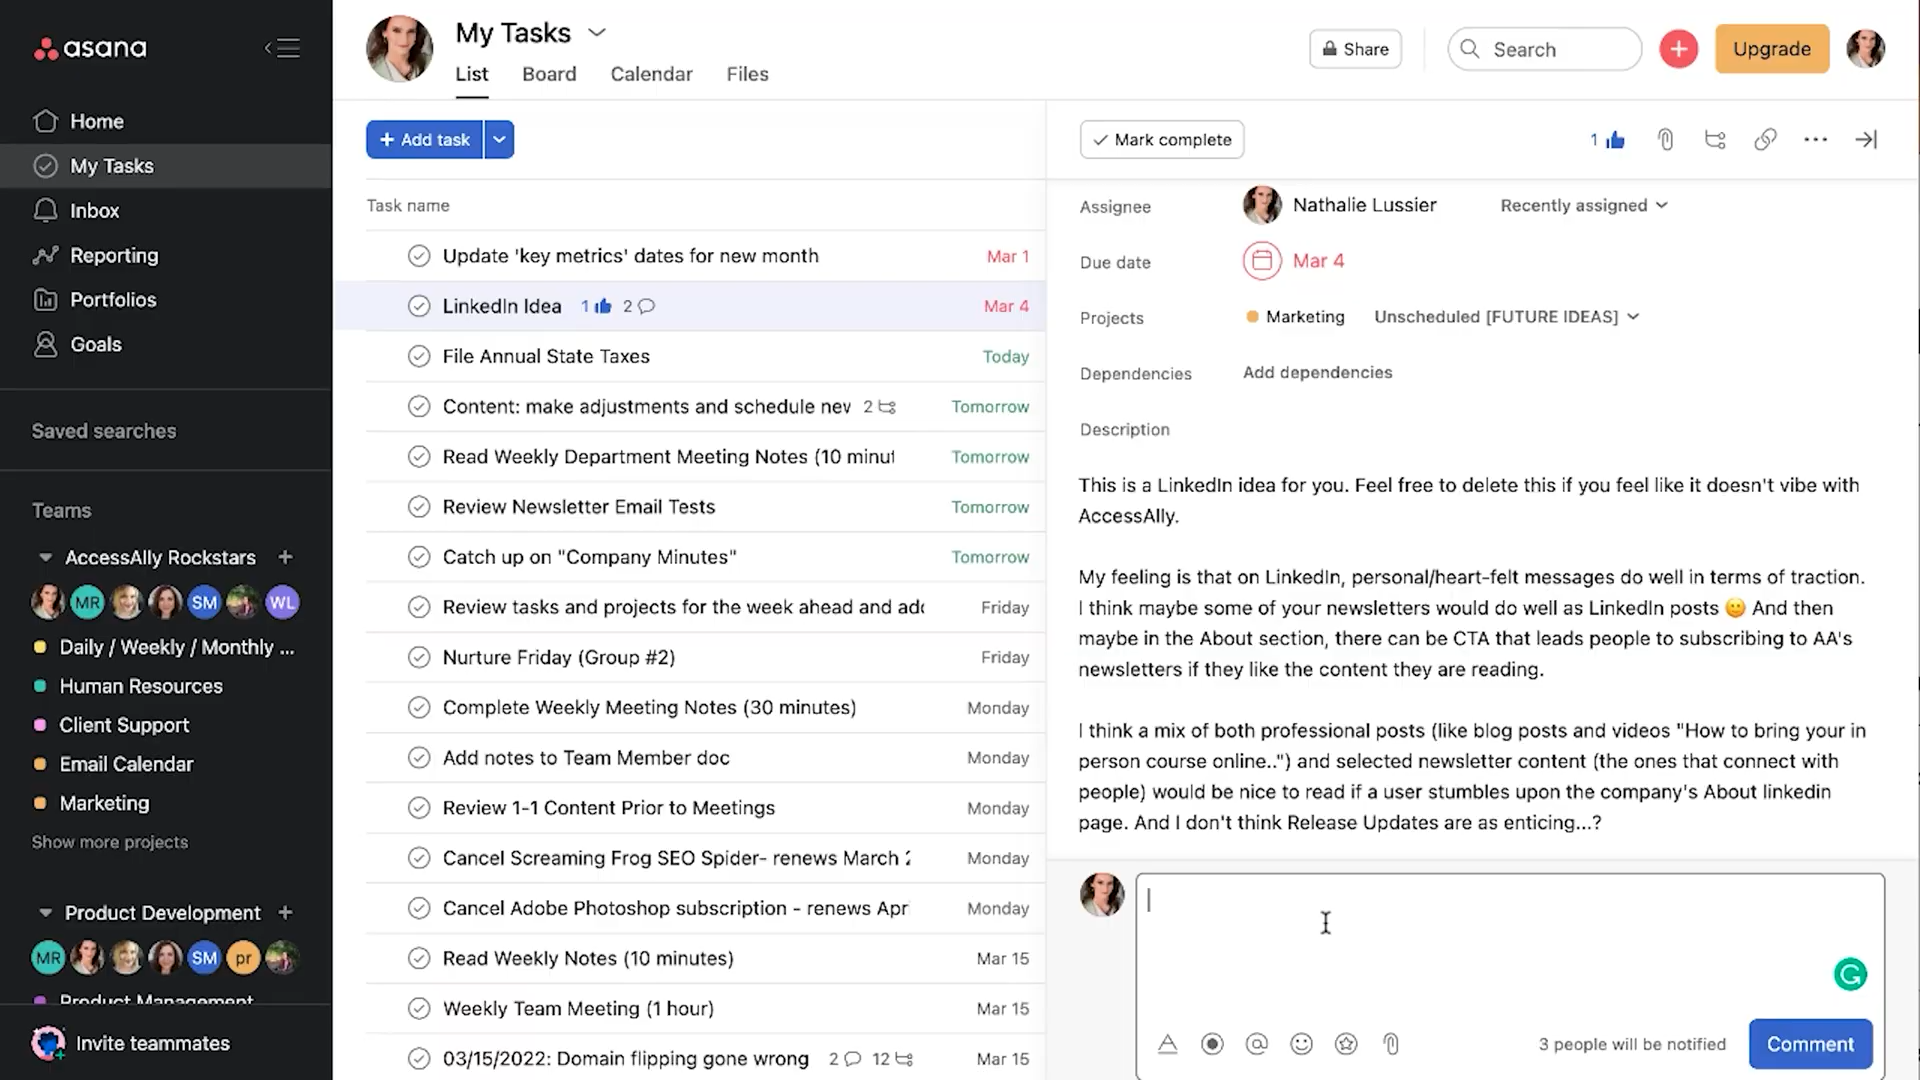 asana
Home
My Tasks
Inbox
Reporting
Portfolios
Goals
Saved searches
Teams
AccessAlly Rockstars
MR SM WL
Daily / Weekly / Monthly ...
Human Resources
Client Support
Email Calendar
Marketing
Show more projects
Product Development
MR SM pr
Product Management
Invite teammates
My Tasks
List Board Calendar Files
Share
Search
Upgrade
Add task
Task name
Update 'key metrics' dates for new month Mar 1
LinkedIn Idea 1 2 Mar 4
File Annual State Taxes Today
Content: make adjustments and schedule nev 2 Tomorrow
Read Weekly Department Meeting Notes (10 minut Tomorrow
Review Newsletter Email Tests Tomorrow
Catch up on "Company Minutes" Tomorrow
Review tasks and projects for the week ahead and adc Friday
Nurture Friday (Group #2) Friday
Complete Weekly Meeting Notes (30 minutes) Monday
Add notes to Team Member doc Monday
Review 1-1 Content Prior to Meetings Monday
Cancel Screaming Frog SEO Spider- renews March Monday
Cancel Adobe Photoshop subscription - renews Apr Monday
Read Weekly Notes (10 minutes) Mar 15
Weekly Team Meeting (1 hour) Mar 15
03/15/2022: Domain flipping gone wrong 2 12 Mar 15
Mark complete
1
Assignee Nathalie Lussier Recently assigned
Due date Mar 4
Projects Marketing Unscheduled [FUTURE IDEAS]
Dependencies Add dependencies
Description
This is a LinkedIn idea for you. Feel free to delete this if you feel like it doesn't vibe with
AccessAlly.
My feeling is that on LinkedIn, personal/heart-felt messages do well in terms of traction.
I think maybe some of your newsletters would do well as LinkedIn posts 🙂 And then
maybe in the About section, there can be CTA that leads people to subscribing to AA's
newsletters if they like the content they are reading.
I think a mix of both professional posts (like blog posts and videos "How to bring your in
person course online..") and selected newsletter content (the ones that connect with
people) would be nice to read if a user stumbles upon the company's About linkedin
page. And I don't think Release Updates are as enticing...?
3 people will be notified
Comment